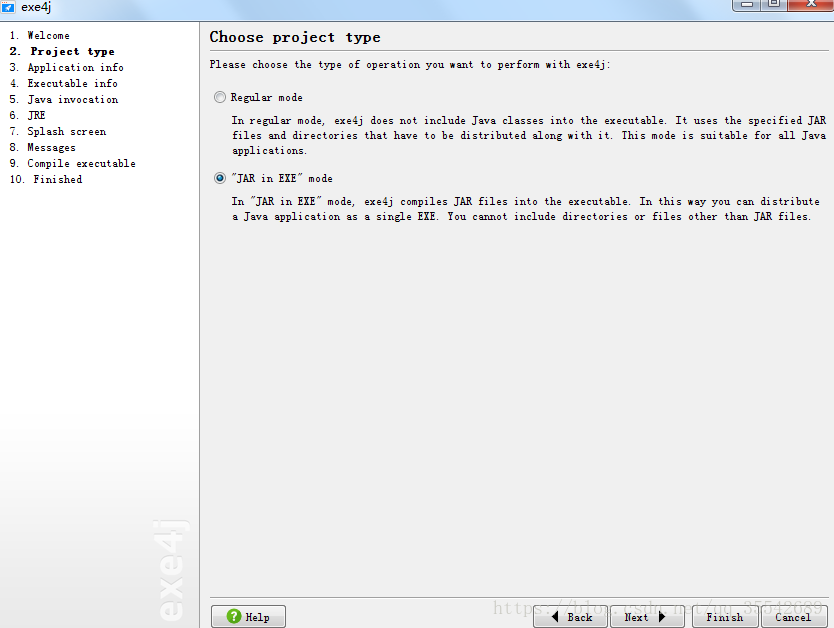 exe4j
1. Welcome
2. Project type
3. Application info
4. Executable info
5. Java invocation
6. JRE
7. Splash screen
8. Messages
9. Compile executable
10. Finished
exe4j
Choose project type
Please choose the type of operation you want to perform with exe4j:
Regular mode
In regular mode, exe4j does not include Java classes into the executable. It uses the specified JAR
files and directories that have to be distributed along with it. This mode is suitable for all Java
applications.
"JAR in EXE" mode
In "JAR in EXE" mode, exe4j compiles JAR files into the executable. In this way you can distribute
a Java application as a single EXE. You cannot include directories or files other than JAR files.
https://blog.csdn.net/qq_35542689
Help
Back
Next
Finish
Cancel